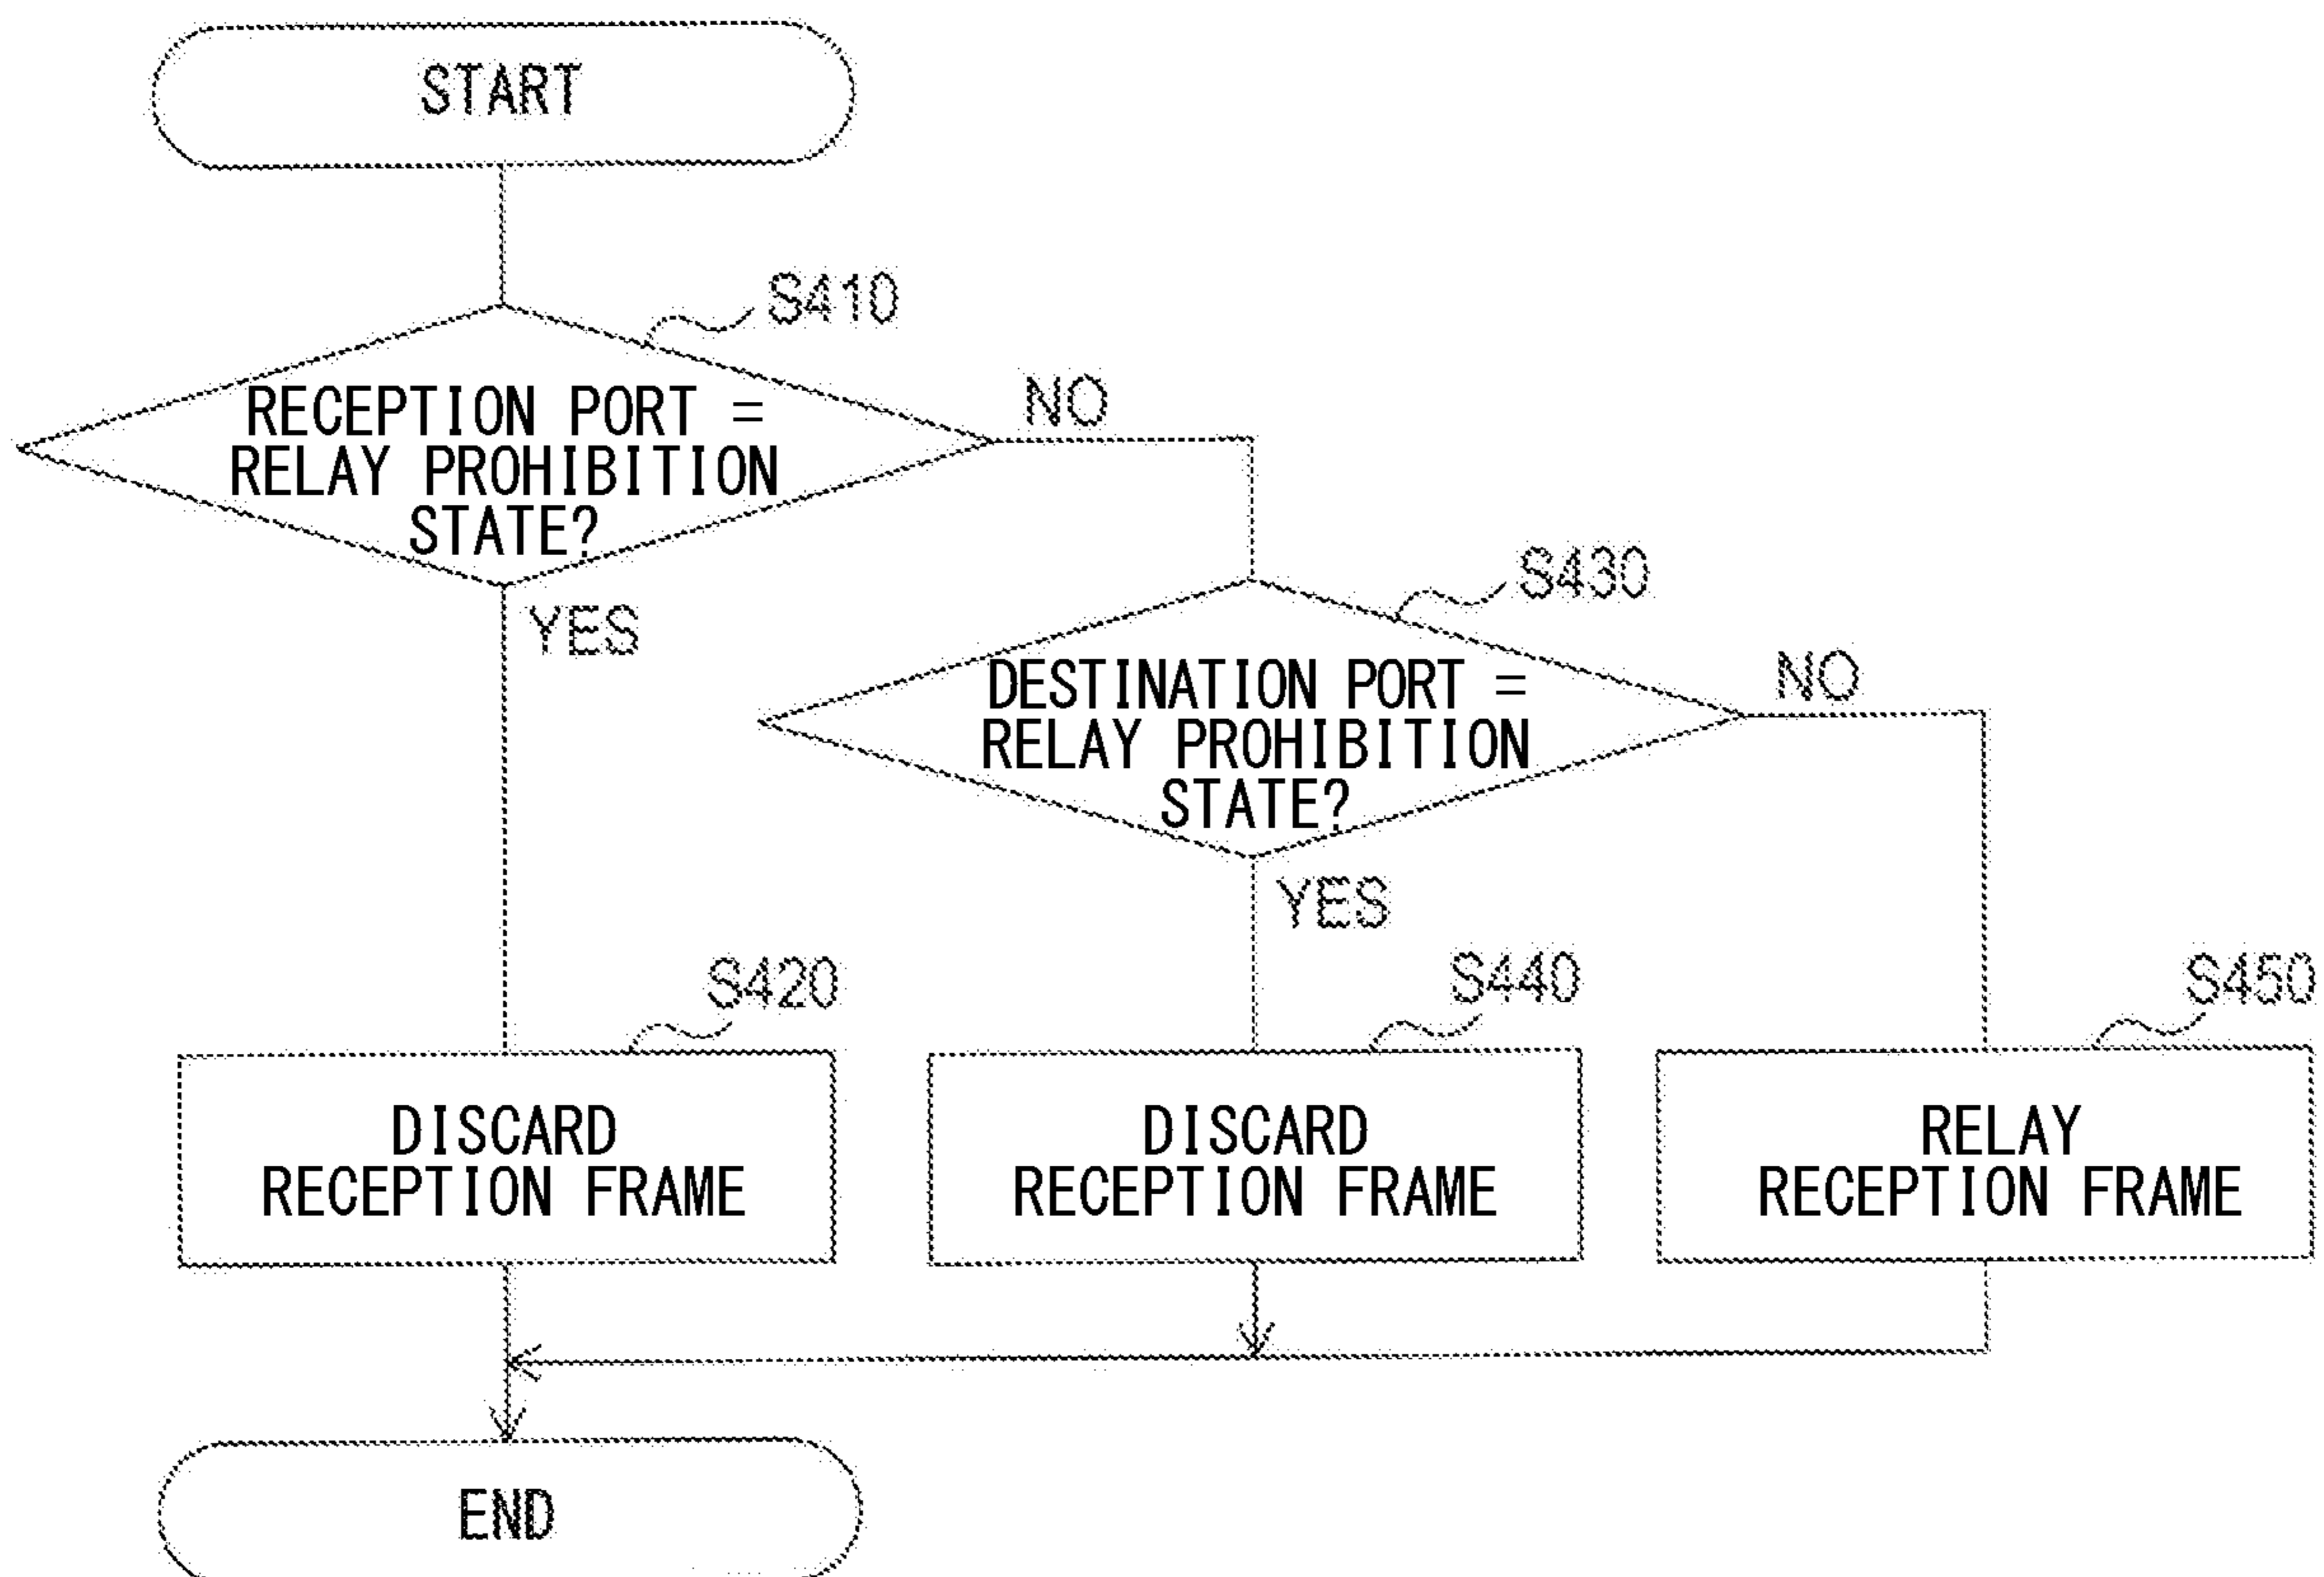 START
S410
RECEPTION PORT =
RELAY PROHIBITION
STATE?
NO
YES
S430
DESTINATION PORT =
RELAY PROHIBITION
STATE?
NO
YES
S420
DISCARD
RECEPTION FRAME
S440
DISCARD
RECEPTION FRAME
S450
RELAY
RECEPTION FRAME
END